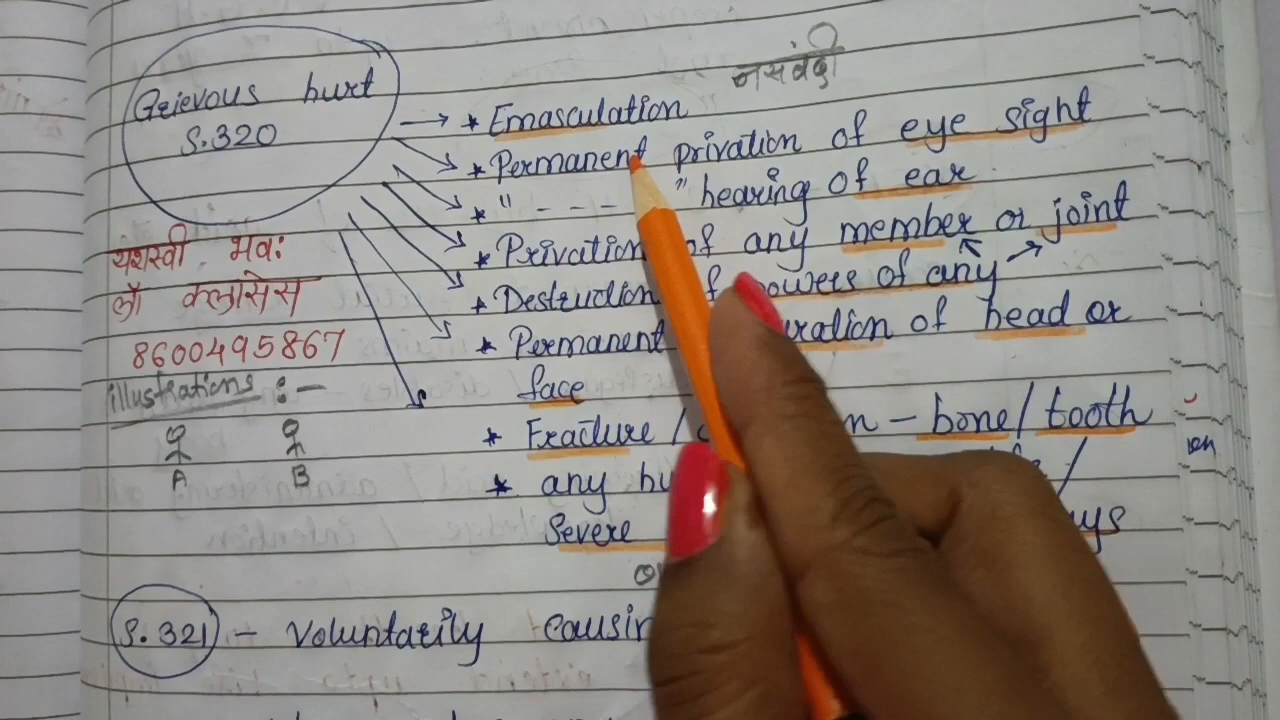 नसबंदी
Grievous hurt
S.320
→ * Emasculation
* Permanent privation of eye sight
* " - - - " hearing of ear
* Privation of any member or joint
* Destruction of powers of any
* Permanent of head or
face
* Fracture / n - bone / tooth
* any /
Severe
यशस्वी भवः
लॉ क्लासेस
8600495867
illustrations :-
A B
S. 321 - Voluntarily